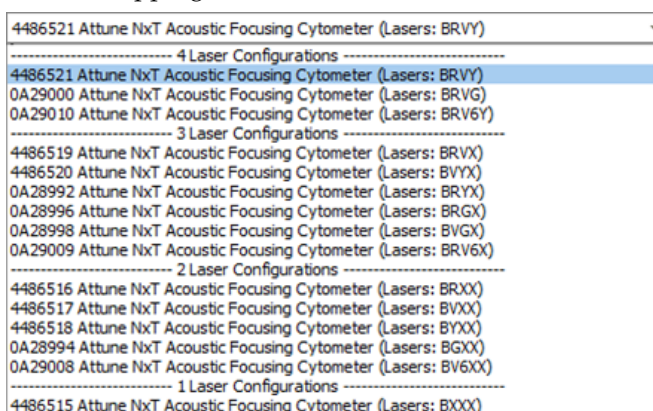 4486521 Attune NxT Acoustic Focusing Cytometer (Lasers: BRVY)
---------------------------- 4 Laser Configurations ----------------------------
4486521 Attune NxT Acoustic Focusing Cytometer (Lasers: BRVY)
0A29000 Attune NxT Acoustic Focusing Cytometer (Lasers: BRVG)
0A29010 Attune NxT Acoustic Focusing Cytometer (Lasers: BRV6Y)
---------------------------- 3 Laser Configurations ----------------------------
4486519 Attune NxT Acoustic Focusing Cytometer (Lasers: BRVX)
4486520 Attune NxT Acoustic Focusing Cytometer (Lasers: BVYX)
0A28992 Attune NxT Acoustic Focusing Cytometer (Lasers: BRYX)
0A28996 Attune NxT Acoustic Focusing Cytometer (Lasers: BRGX)
0A28998 Attune NxT Acoustic Focusing Cytometer (Lasers: BVGX)
0A29009 Attune NxT Acoustic Focusing Cytometer (Lasers: BRV6X)
---------------------------- 2 Laser Configurations ----------------------------
4486516 Attune NxT Acoustic Focusing Cytometer (Lasers: BRXX)
4486517 Attune NxT Acoustic Focusing Cytometer (Lasers: BVXX)
4486518 Attune NxT Acoustic Focusing Cytometer (Lasers: BYXX)
0A28994 Attune NxT Acoustic Focusing Cytometer (Lasers: BGXX)
0A29008 Attune NxT Acoustic Focusing Cytometer (Lasers: BV6XX)
---------------------------- 1 Laser Configurations ----------------------------
4486515 Attune NxT Acoustic Focusing Cytometer (Lasers: BXXX)